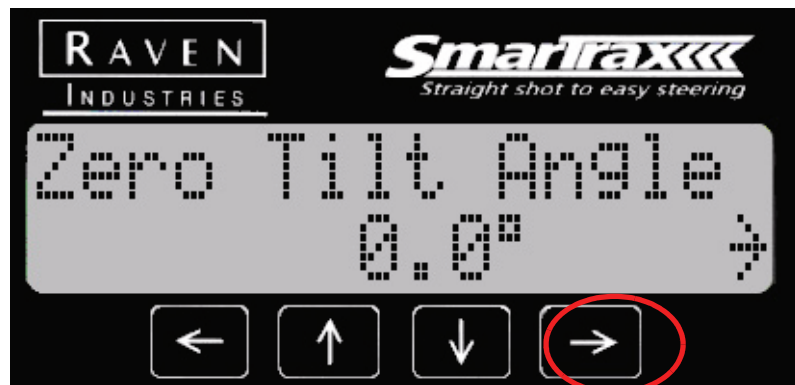 RAVEN
INDUSTRIES
SmarTrax
Straight shot to easy steering
Zero Tilt Angle
0.0° →
← ↑ ↓ →